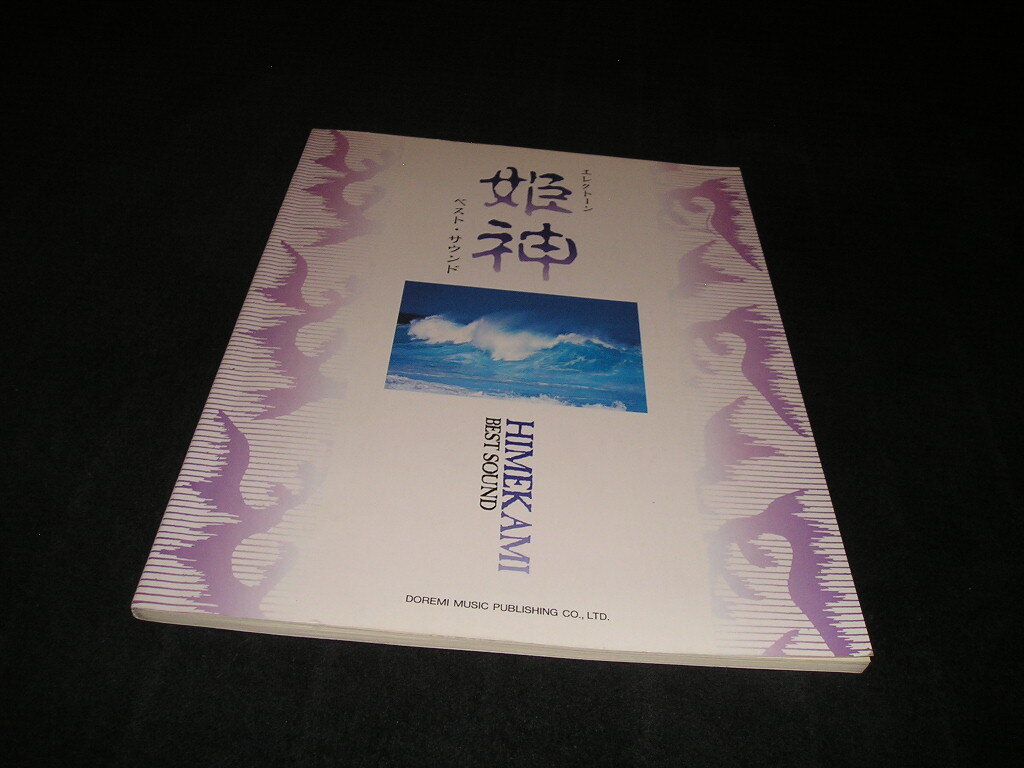 エレクトーン
姫神
ベスト・サウンド
HIMEKAMI
BEST SOUND
DOREMI MUSIC PUBLISHING CO., LTD.